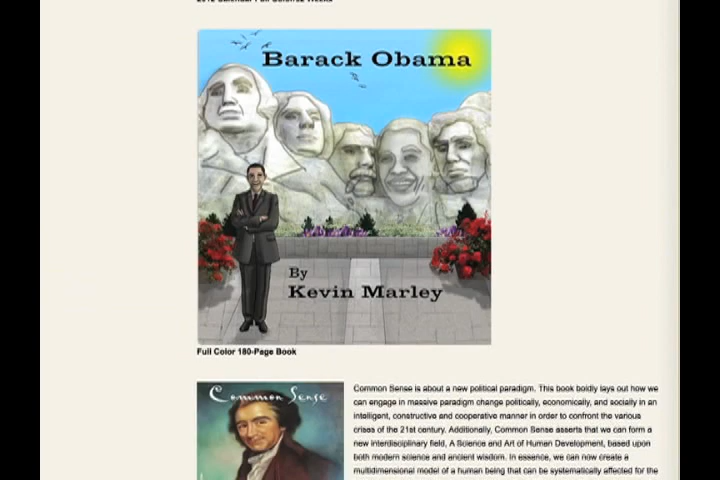 Barack Obama
By
Kevin Marley
Full Color 180-Page Book
Common Sense
Common Sense is about a new political paradigm. This book boldly lays out how we
can engage in massive paradigm change politically, economically, and socially in an
intelligent, constructive and cooperative manner in order to confront the various
crises of the 21st century. Additionally, Common Sense asserts that we can form a
new interdisciplinary field, A Science and Art of Human Development, based upon
both modern science and ancient wisdom. In essence, we can now create a
multidimensional model of a human being that can be systematically affected for the